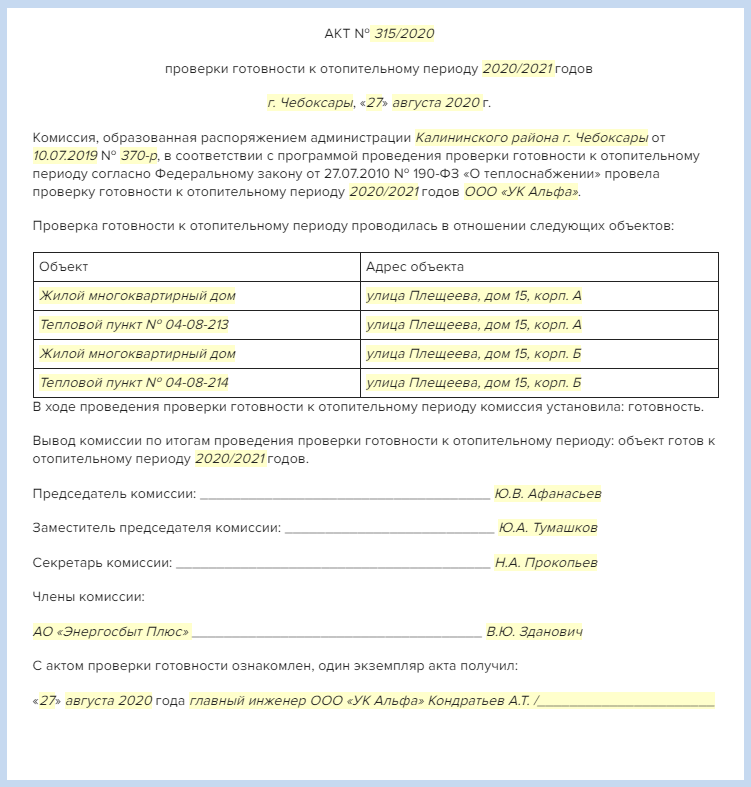 АКТ № 315/2020
проверки готовности к отопительному периоду 2020/2021 годов
г. Чебоксары, «27» августа 2020 г.
Комиссия, образованная распоряжением администрации Калининского района г. Чебоксары от
10.07.2019 № 370-р, в соответствии с программой проведения проверки готовности к отопительному
периоду согласно Федеральному закону от 27.07.2010 № 190-ФЗ «О теплоснабжении» провела
проверку готовности к отопительному периоду 2020/2021 годов ООО «УК Альфа».
Проверка готовности к отопительному периоду проводилась в отношении следующих объектов:
Объект Адрес объекта
Жилой многоквартирный дом улица Плещеева, дом 15, корп. А
Тепловой пункт № 04-08-213 улица Плещеева, дом 15, корп. А
Жилой многоквартирный дом улица Плещеева, дом 15, корп. Б
Тепловой пункт № 04-08-214 улица Плещеева, дом 15, корп. Б
В ходе проведения проверки готовности к отопительному периоду комиссия установила: готовность.
Вывод комиссии по итогам проведения проверки готовности к отопительному периоду: объект готов к
отопительному периоду 2020/2021 годов.
Председатель комиссии: ____________________________________ Ю.В. Афанасьев
Заместитель председателя комиссии: __________________________ Ю.А. Тумашков
Секретарь комиссии: _______________________________________ Н.А. Прокопьев
Члены комиссии:
АО «Энергосбыт Плюс» ____________________________________ В.Ю. Зданович
С актом проверки готовности ознакомлен, один экземпляр акта получил:
«27» августа 2020 года главный инженер ООО «УК Альфа» Кондратьев А.Т. /______________________